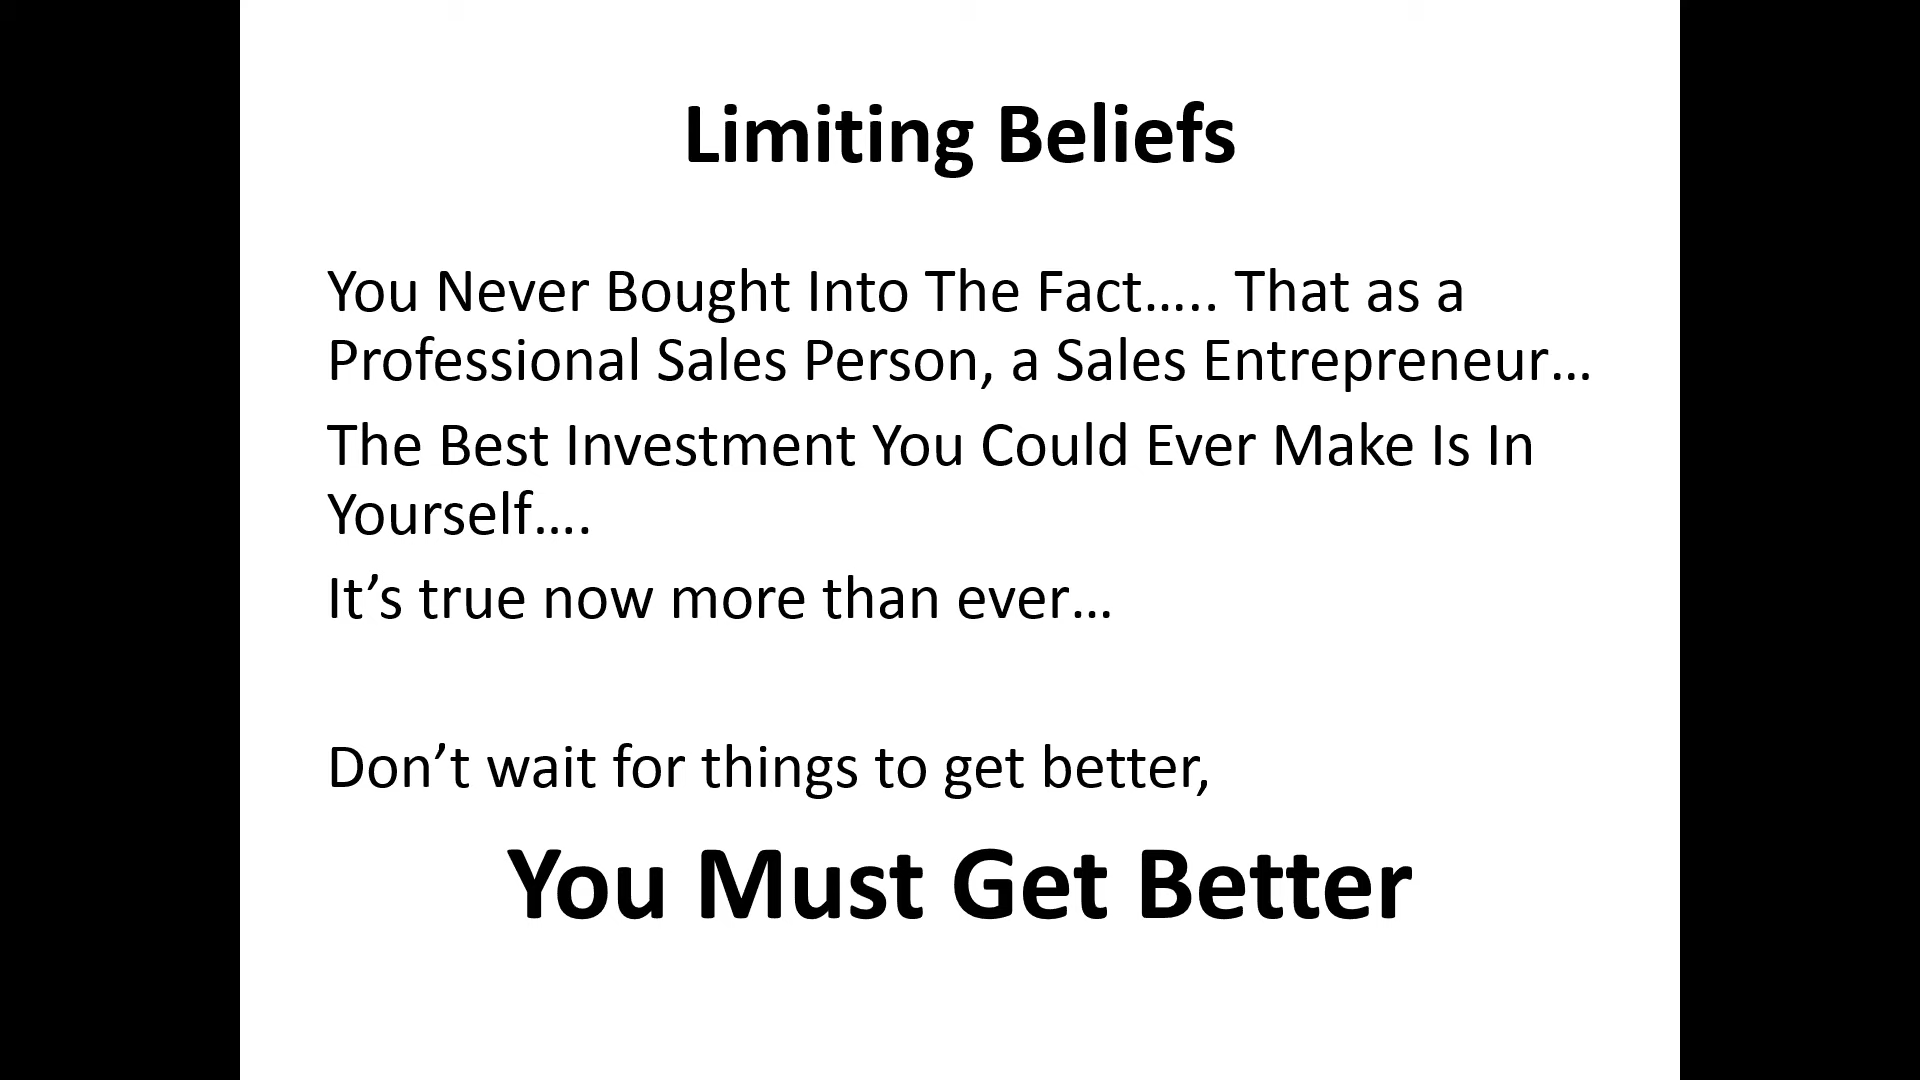 Limiting Beliefs
You Never Bought Into The Fact….. That as a
Professional Sales Person, a Sales Entrepreneur…
The Best Investment You Could Ever Make Is In
Yourself….
It’s true now more than ever…
Don’t wait for things to get better,
You Must Get Better